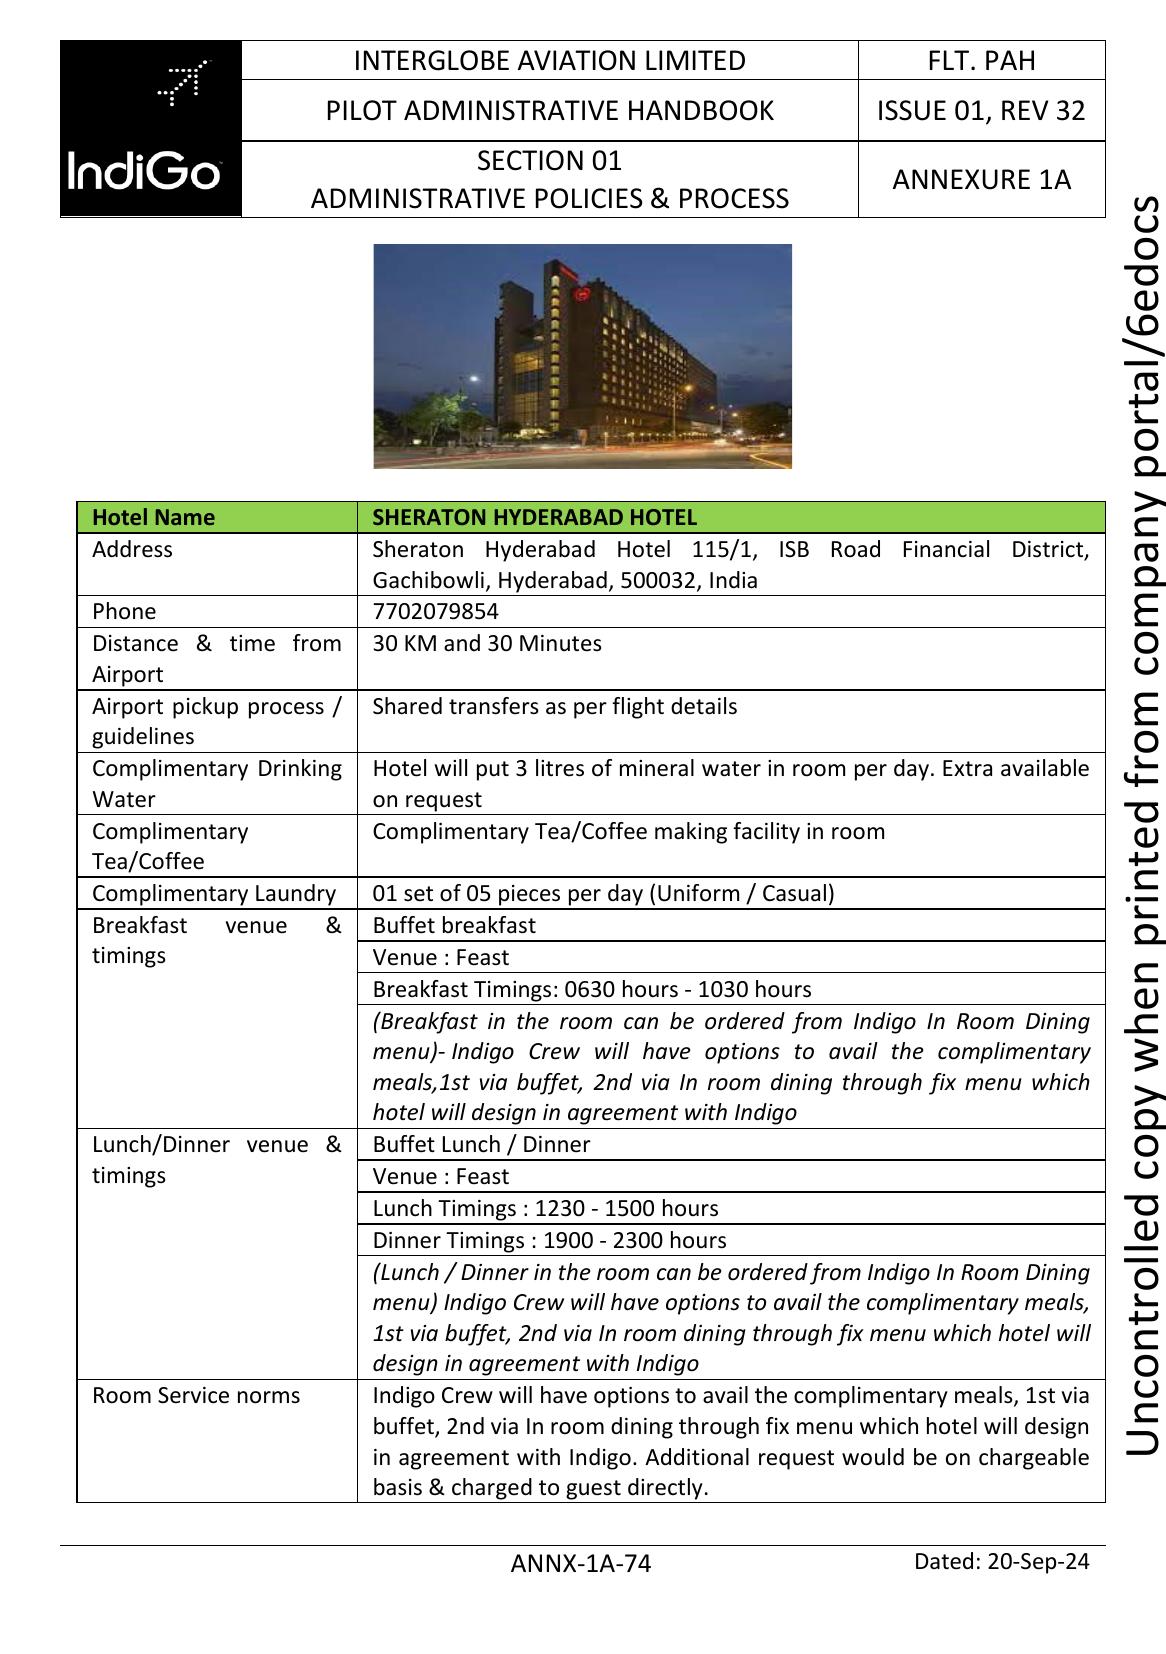 INTERGLOBE AVIATION LIMITED
FLT. PAH
PILOT ADMINISTRATIVE HANDBOOK
ISSUE 01, REV 32
IndiGo
SECTION 01
ADMINISTRATIVE POLICIES & PROCESS
ANNEXURE 1A
Hotel Name
SHERATON HYDERABAD HOTEL
Address
Sheraton Hyderabad Hotel 115/1, ISB Road Financial District,
Gachibowli, Hyderabad, 500032, India
Phone
7702079854
Distance & time from
Airport
30 KM and 30 Minutes
Airport pickup process /
guidelines
Shared transfers as per flight details
Complimentary Drinking
Water
Hotel will put 3 litres of mineral water in room per day. Extra available
on request
Complimentary
Tea/Coffee
Complimentary Tea/Coffee making facility in room
Complimentary Laundry
01 set of 05 pieces per day (Uniform / Casual)
Breakfast venue &
timings
Buffet breakfast
Venue : Feast
Breakfast Timings: 0630 hours - 1030 hours
(Breakfast in the room can be ordered from Indigo In Room Dining
menu)- Indigo Crew will have options to avail the complimentary
meals,1st via buffet, 2nd via In room dining through fix menu which
hotel will design in agreement with Indigo
Lunch/Dinner venue &
timings
Buffet Lunch / Dinner
Venue : Feast
Lunch Timings : 1230 - 1500 hours
Dinner Timings : 1900 - 2300 hours
(Lunch / Dinner in the room can be ordered from Indigo In Room Dining
menu) Indigo Crew will have options to avail the complimentary meals,
1st via buffet, 2nd via In room dining through fix menu which hotel will
design in agreement with Indigo
Room Service norms
Indigo Crew will have options to avail the complimentary meals, 1st via
buffet, 2nd via In room dining through fix menu which hotel will design
in agreement with Indigo. Additional request would be on chargeable
basis & charged to guest directly.
ANNX-1A-74
Dated: 20-Sep-24
Uncontrolled copy when printed from company portal/6edocs